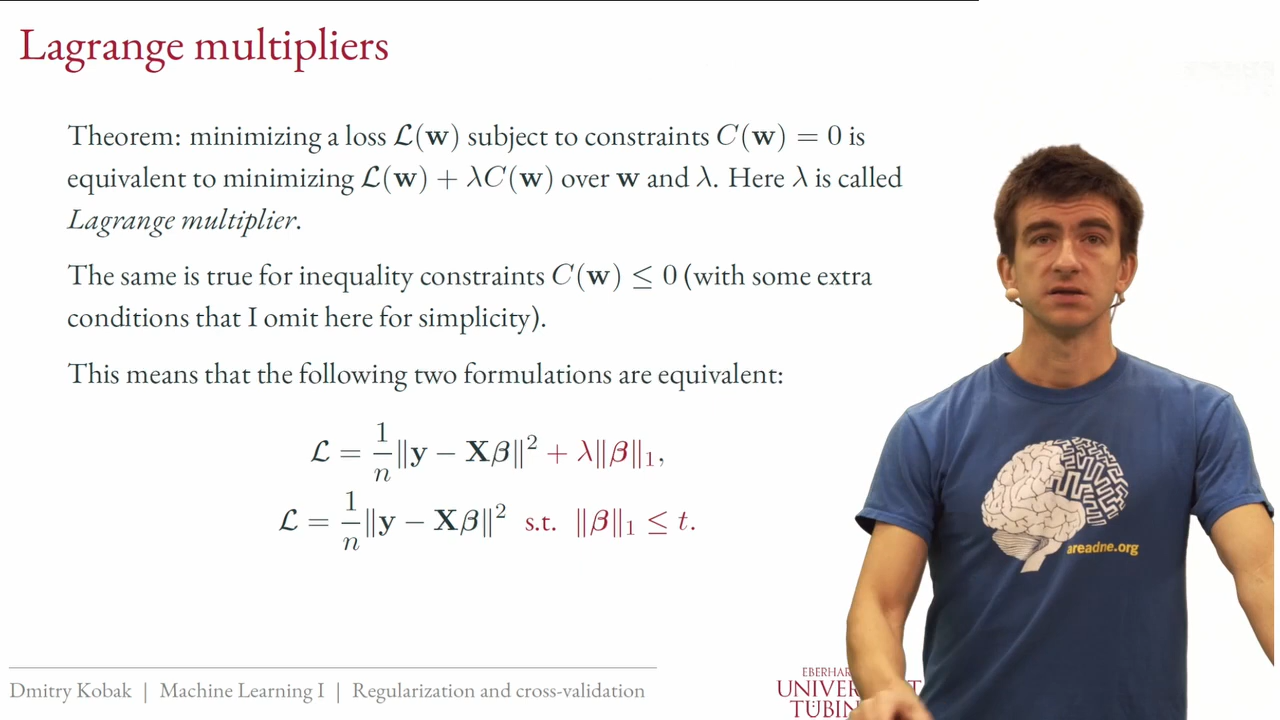 Lagrange multipliers
Theorem: minimizing a loss 𝓛(𝐰) subject to constraints C(𝐰) = 0 is
equivalent to minimizing 𝓛(𝐰) + λC(𝐰) over 𝐰 and λ. Here λ is called
Lagrange multiplier.
The same is true for inequality constraints C(𝐰) ≤ 0 (with some extra
conditions that I omit here for simplicity).
This means that the following two formulations are equivalent:
𝓛 = 1/n ‖𝐲 − 𝐗𝜷‖² + λ‖𝜷‖₁,
𝓛 = 1/n ‖𝐲 − 𝐗𝜷‖² s.t. ‖𝜷‖₁ ≤ t.
areadne.org
Dmitry Kobak | Machine Learning I | Regularization and cross-validation